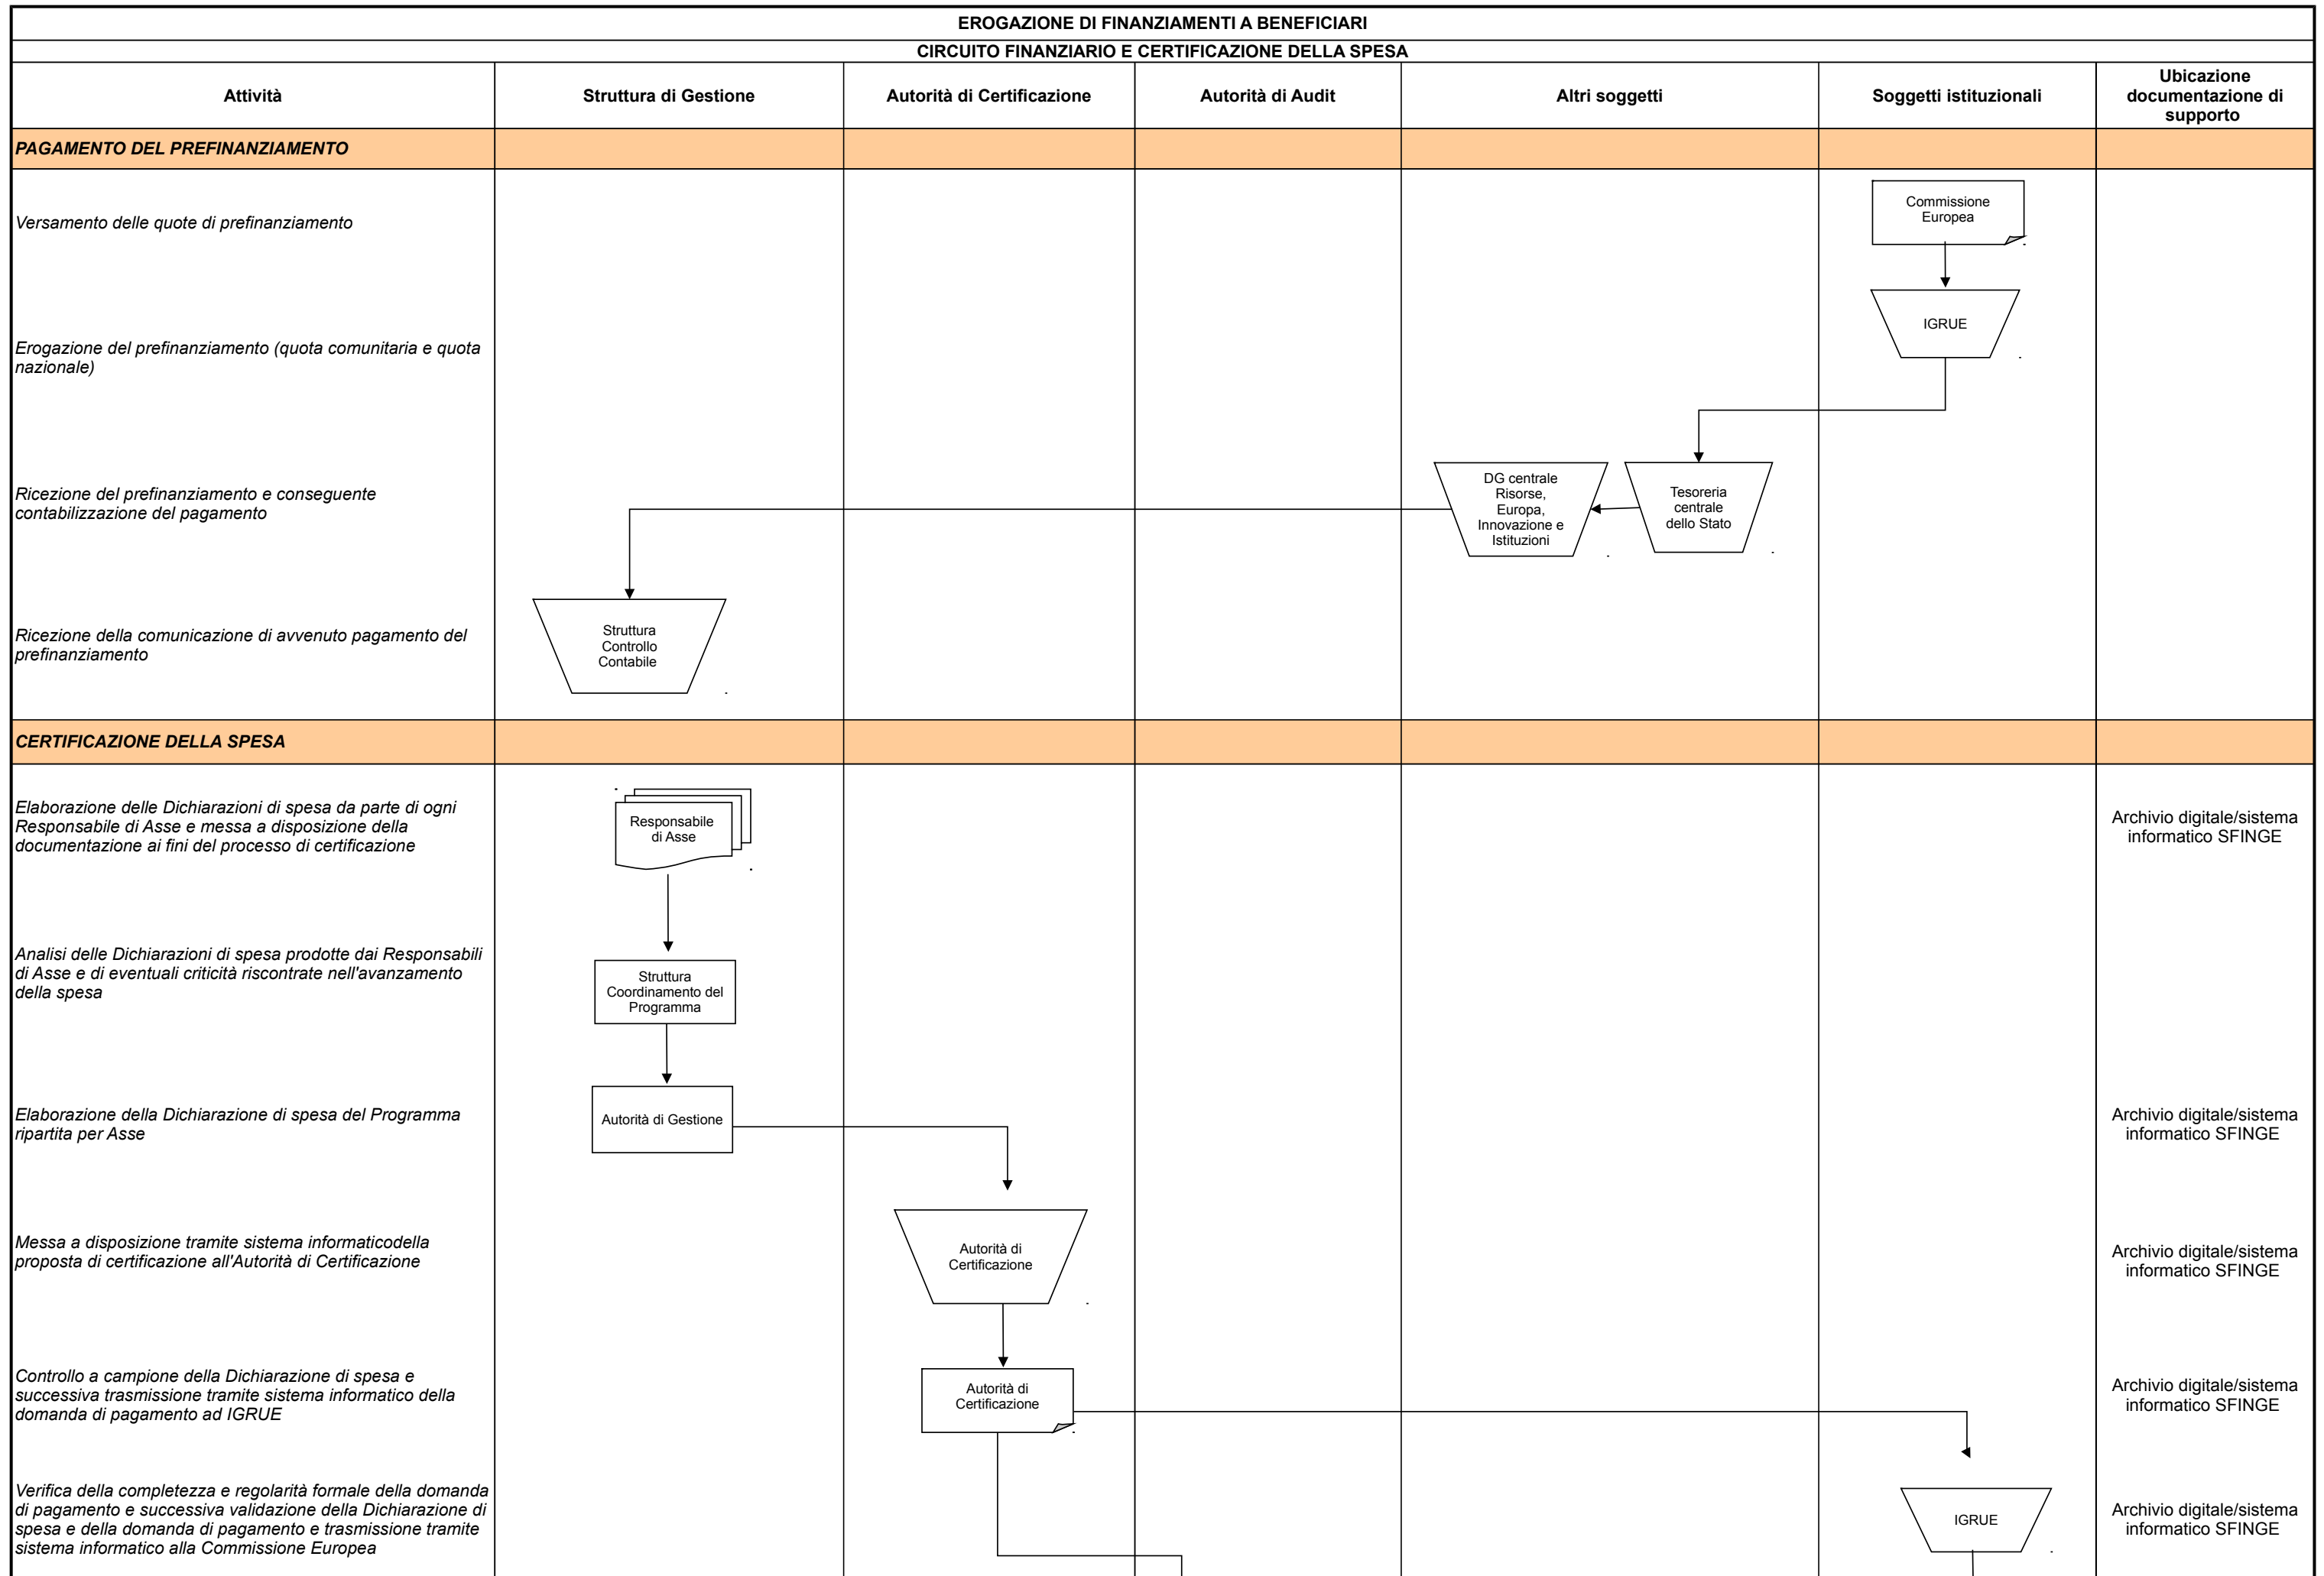 EROGAZIONE DI FINANZIAMENTI A BENEFICIARI
CIRCUITO FINANZIARIO E CERTIFICAZIONE DELLA SPESA
Attività
Struttura di Gestione
Autorità di Certificazione
Autorità di Audit
Altri soggetti
Soggetti istituzionali
Ubicazione
documentazione di
supporto
PAGAMENTO DEL PREFINANZIAMENTO
Versamento delle quote di prefinanziamento
Commissione
Europea
IGRUE
Erogazione del prefinanziamento (quota comunitaria e quota
nazionale)
Ricezione del prefinanziamento e conseguente
contabilizzazione del pagamento
DG centrale
Risorse,
Europa,
Innovazione e
Istituzioni
Tesoreria
centrale
dello Stato
Ricezione della comunicazione di avvenuto pagamento del
prefinanziamento
Struttura
Controllo
Contabile
CERTIFICAZIONE DELLA SPESA
Elaborazione delle Dichiarazioni di spesa da parte di ogni
Responsabile di Asse e messa a disposizione della
documentazione ai fini del processo di certificazione
Responsabile
di Asse
Archivio digitale/sistema
informatico SFINGE
Analisi delle Dichiarazioni di spesa prodotte dai Responsabili
di Asse e di eventuali criticità riscontrate nell'avanzamento
della spesa
Struttura
Coordinamento del
Programma
Elaborazione della Dichiarazione di spesa del Programma
ripartita per Asse
Autorità di Gestione
Archivio digitale/sistema
informatico SFINGE
Messa a disposizione tramite sistema informaticodella
proposta di certificazione all'Autorità di Certificazione
Autorità di
Certificazione
Archivio digitale/sistema
informatico SFINGE
Controllo a campione della Dichiarazione di spesa e
successiva trasmissione tramite sistema informatico della
domanda di pagamento ad IGRUE
Autorità di
Certificazione
Archivio digitale/sistema
informatico SFINGE
Verifica della completezza e regolarità formale della domanda
di pagamento e successiva validazione della Dichiarazione di
spesa e della domanda di pagamento e trasmissione tramite
sistema informatico alla Commissione Europea
IGRUE
Archivio digitale/sistema
informatico SFINGE